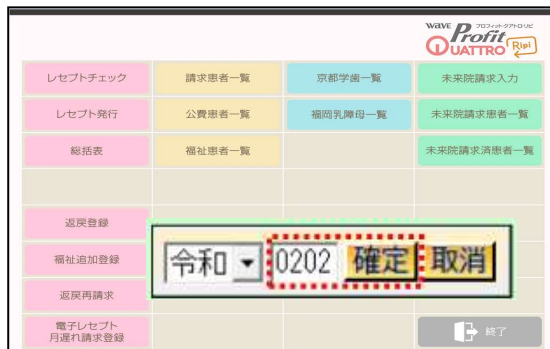 WAVE Profit プロフィット・クアトロ・リピ
QUATTRO Ripi
レセプトチェック 請求患者一覧 京都学歯一覧 未来院請求入力
レセプト発行 公費患者一覧 福岡乳障母一覧 未来院請求患者一覧
総括表 福祉患者一覧 未来院請求済患者一覧
返戻登録
福祉追加登録
令和 0202 確定 取消
返戻再請求
電子レセプト
月遅れ請求登録
終了